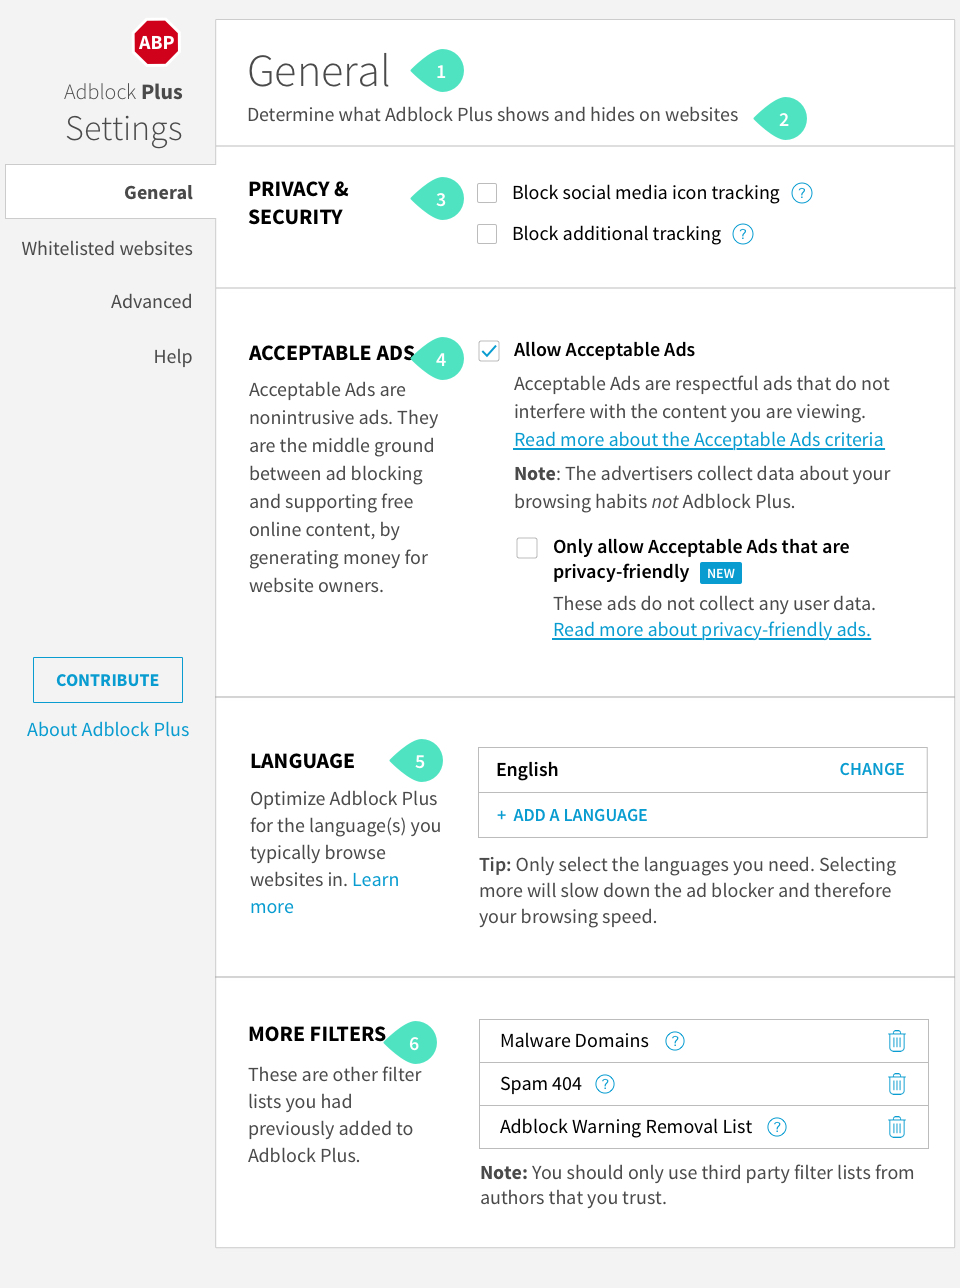 ABP
Adblock Plus
Settings
General
Whitelisted websites
Advanced
Help
CONTRIBUTE
About Adblock Plus
General
1
Determine what Adblock Plus shows and hides on websites
2
PRIVACY &
SECURITY
3
Block social media icon tracking ?
Block additional tracking ?
ACCEPTABLE ADS
4
Acceptable Ads are
nonintrusive ads. They
are the middle ground
between ad blocking
and supporting free
online content, by
generating money for
website owners.
Allow Acceptable Ads
Acceptable Ads are respectful ads that do not
interfere with the content you are viewing.
Read more about the Acceptable Ads criteria
Note: The advertisers collect data about your
browsing habits not Adblock Plus.
Only allow Acceptable Ads that are
privacy-friendly NEW
These ads do not collect any user data.
Read more about privacy-friendly ads.
LANGUAGE
5
Optimize Adblock Plus
for the language(s) you
typically browse
websites in. Learn
more
English CHANGE
+ ADD A LANGUAGE
Tip: Only select the languages you need. Selecting
more will slow down the ad blocker and therefore
your browsing speed.
MORE FILTERS
6
These are other filter
lists you had
previously added to
Adblock Plus.
Malware Domains ?
Spam 404 ?
Adblock Warning Removal List ?
Note: You should only use third party filter lists from
authors that you trust.